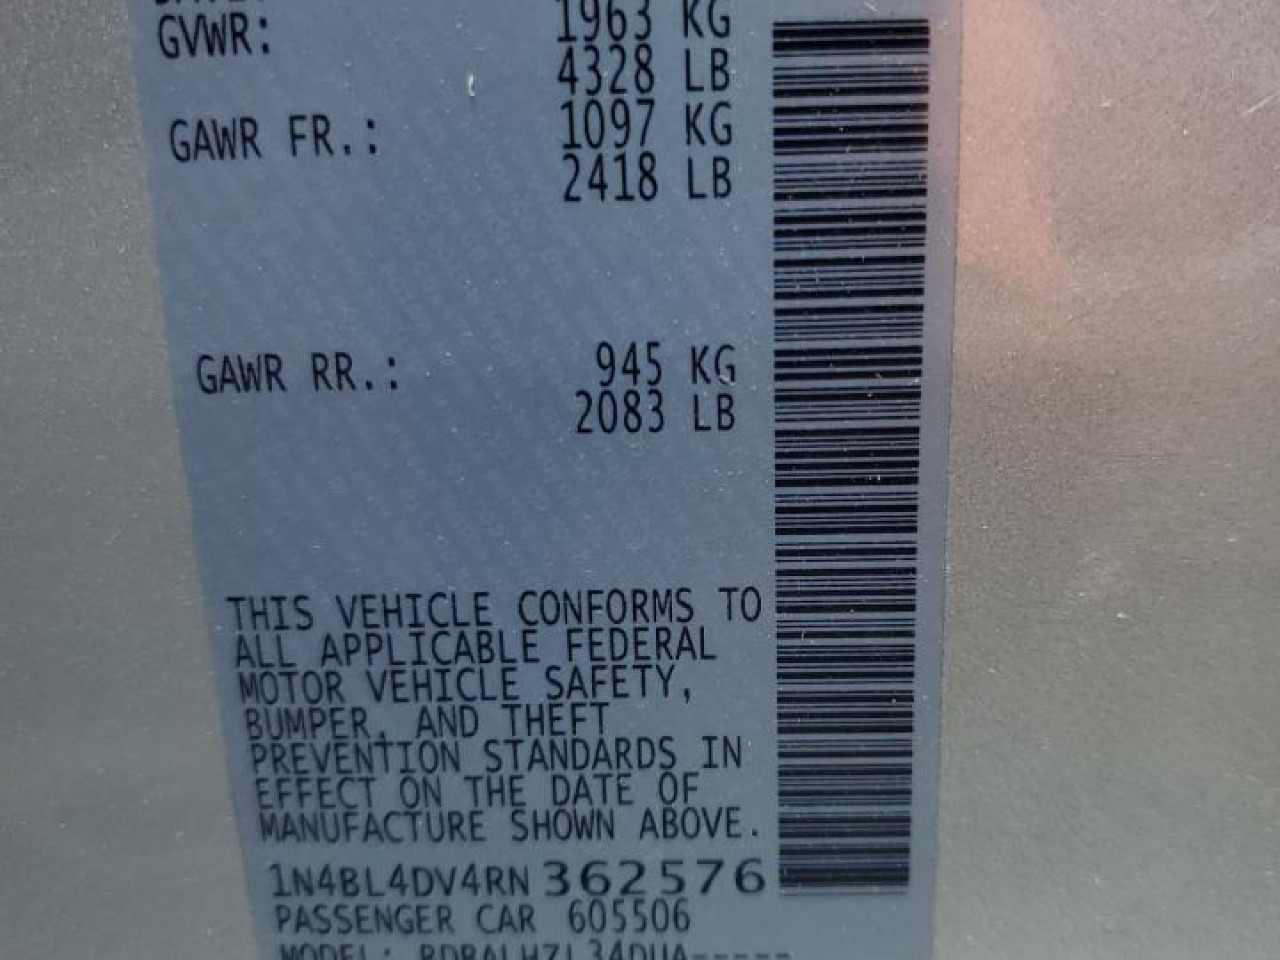 GVWR: 1963 KG
4328 LB
GAWR FR.: 1097 KG
2418 LB
GAWR RR.: 945 KG
2083 LB
THIS VEHICLE CONFORMS TO
ALL APPLICABLE FEDERAL
MOTOR VEHICLE SAFETY,
BUMPER, AND THEFT
PREVENTION STANDARDS IN
EFFECT ON THE DATE OF
MANUFACTURE SHOWN ABOVE.
1N4BL4DV4RN362576
PASSENGER CAR 605506
MODEL: